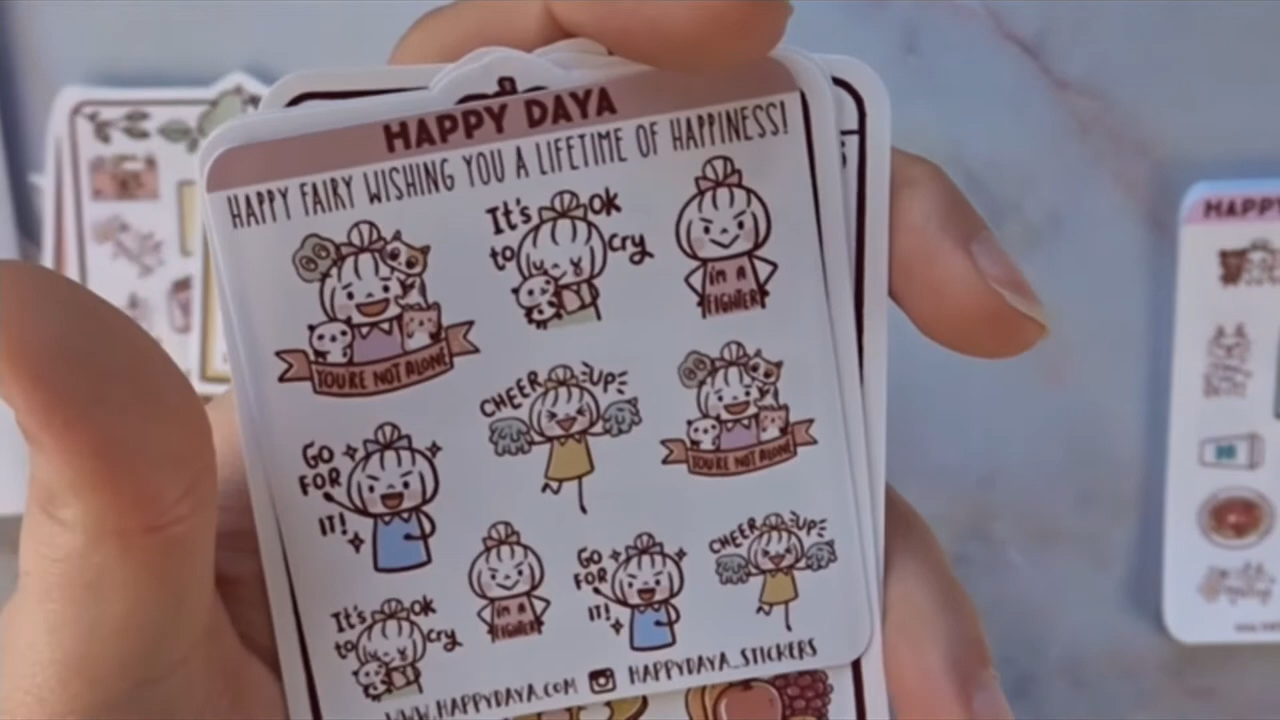 HAPPY DAYA
HAPPY FAIRY WISHING YOU A LIFETIME OF HAPPINESS!
It's ok
to cry
I'M A
FIGHTER
YOU'RE NOT ALONE
CHEER UP
YOU'RE NOT ALONE
GO
FOR
IT!
I'M A
FIGHTER
GO
FOR
IT!
CHEER UP
It's ok
to cry
WWW.HAPPYDAYA.COM HAPPYDAYA_STICKERS
HAPPY